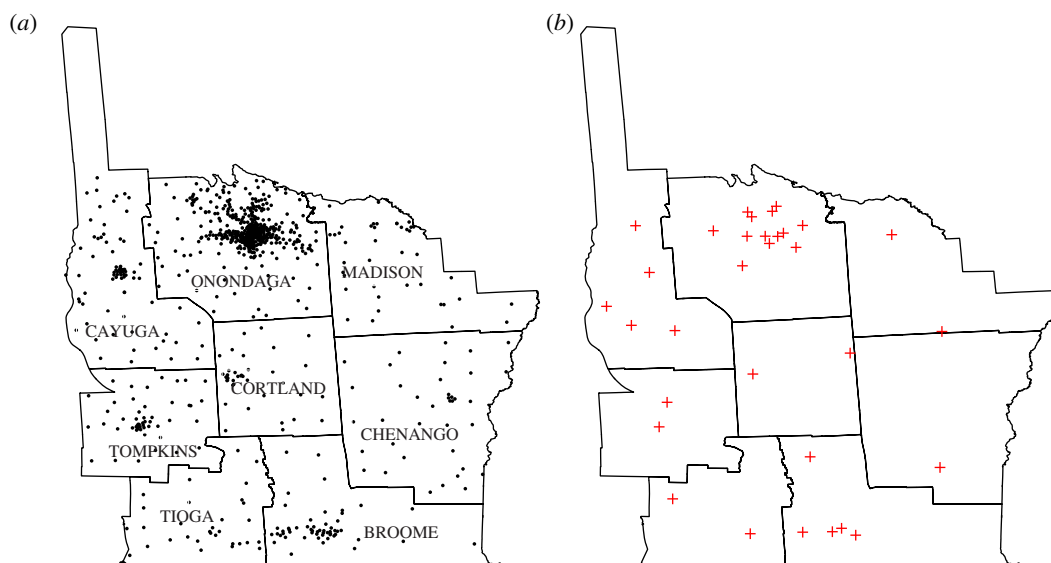 (a)
(b)
ONONDAGA
MADISON
CAYUGA
CORTLAND
CHENANGO
TOMPKINS
TIOGA
BROOME